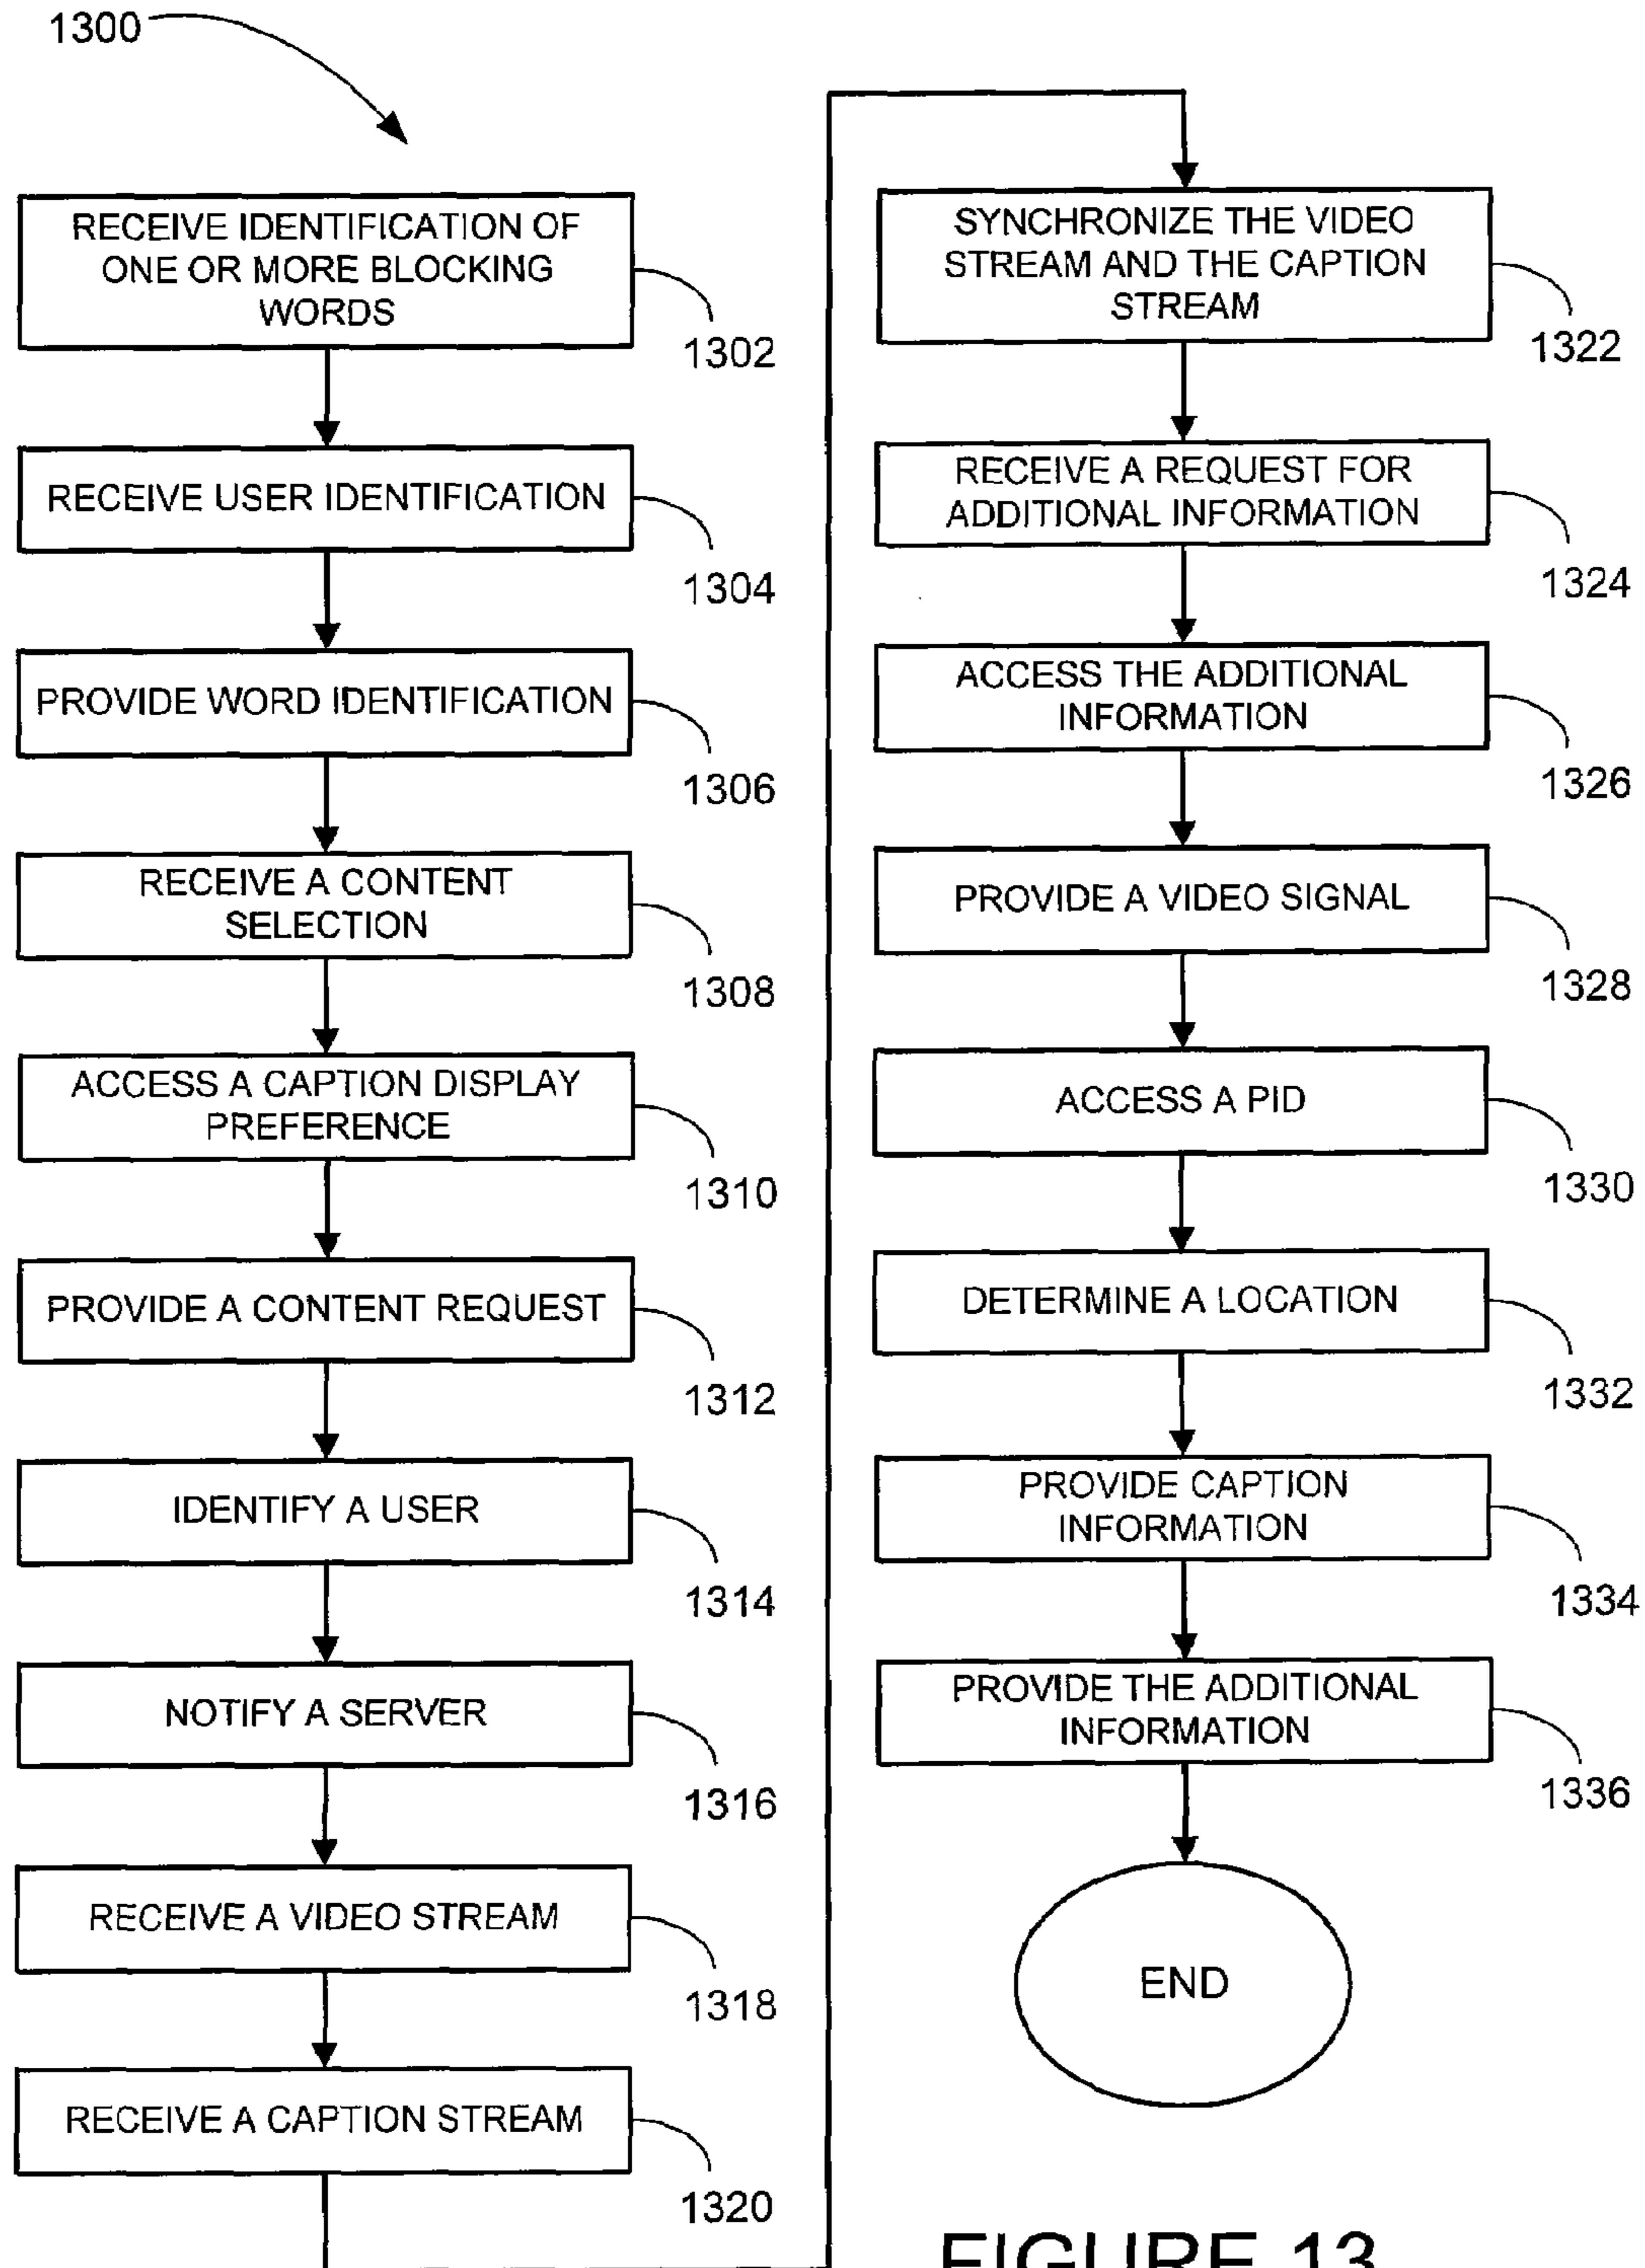 1300
RECEIVE IDENTIFICATION OF
ONE OR MORE BLOCKING
WORDS
1302
RECEIVE USER IDENTIFICATION
1304
PROVIDE WORD IDENTIFICATION
1306
RECEIVE A CONTENT
SELECTION
1308
ACCESS A CAPTION DISPLAY
PREFERENCE
1310
PROVIDE A CONTENT REQUEST
1312
IDENTIFY A USER
1314
NOTIFY A SERVER
1316
RECEIVE A VIDEO STREAM
1318
RECEIVE A CAPTION STREAM
1320
SYNCHRONIZE THE VIDEO
STREAM AND THE CAPTION
STREAM
1322
RECEIVE A REQUEST FOR
ADDITIONAL INFORMATION
1324
ACCESS THE ADDITIONAL
INFORMATION
1326
PROVIDE A VIDEO SIGNAL
1328
ACCESS A PID
1330
DETERMINE A LOCATION
1332
PROVIDE CAPTION
INFORMATION
1334
PROVIDE THE ADDITIONAL
INFORMATION
1336
END
FIGURE 13